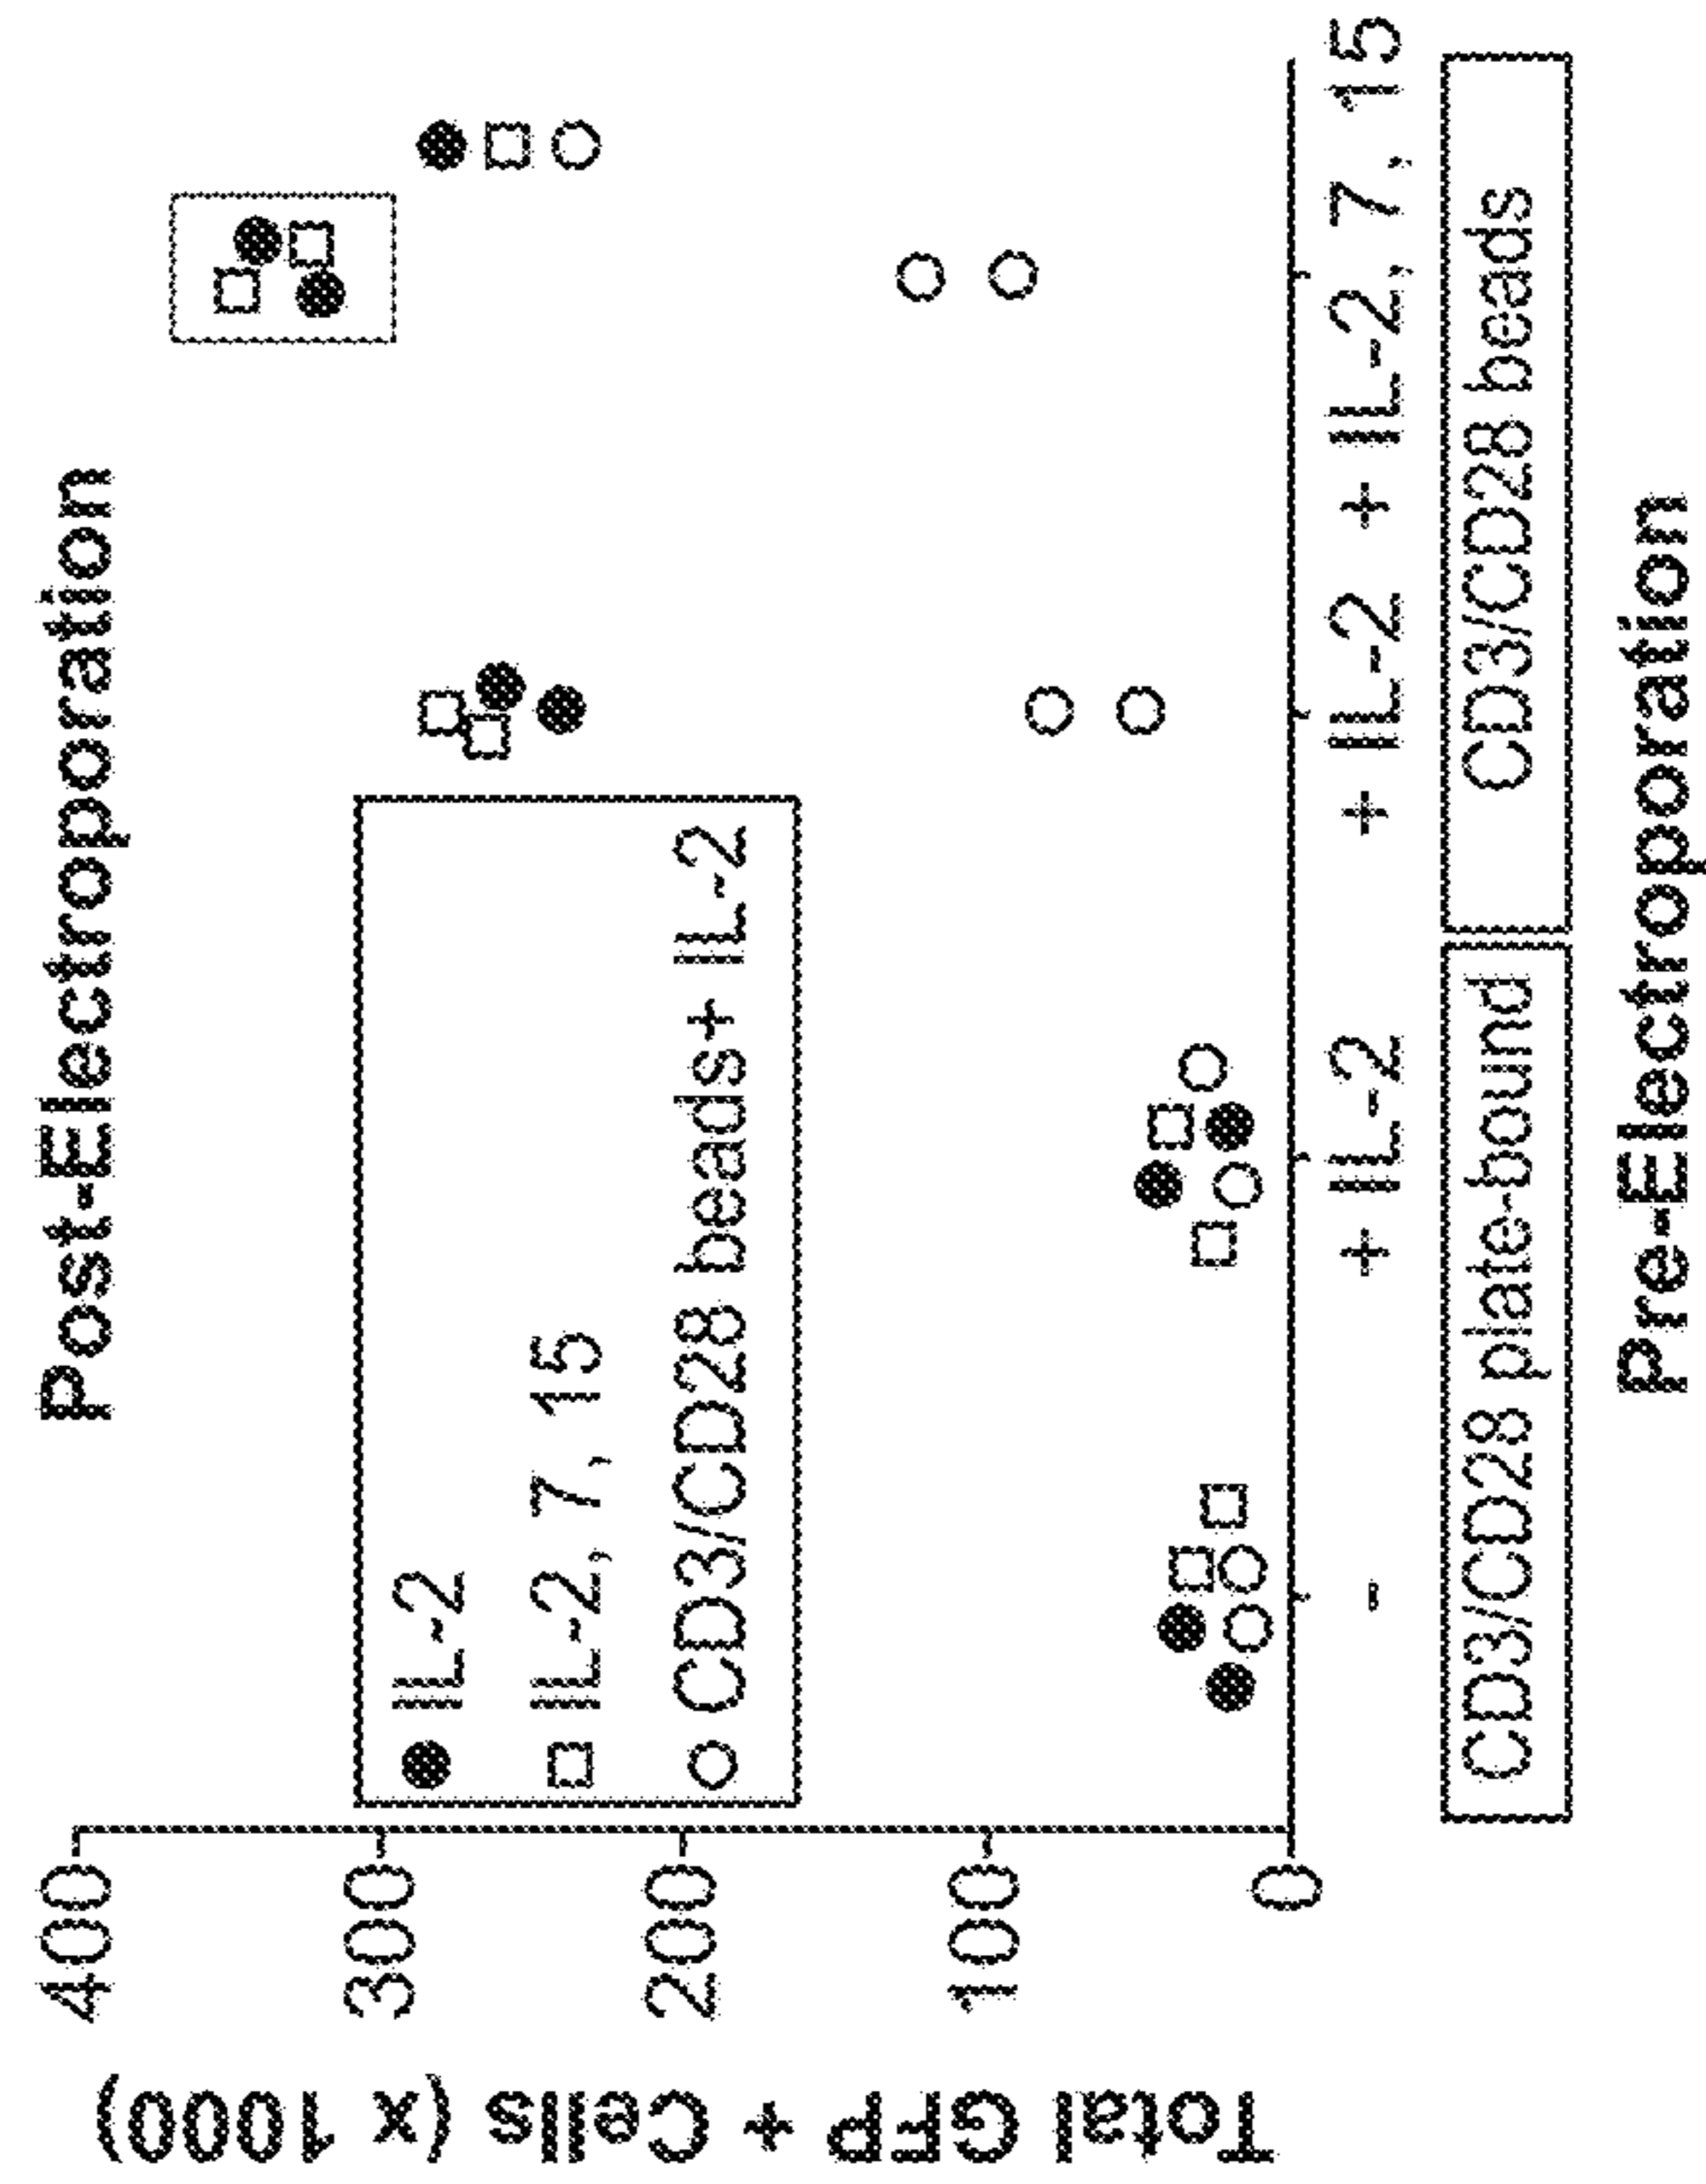 Post-Electroporation
Total GFP + Cells (x 1000)
400
300
200
100
0
IL-2
IL-2, 7, 15
CD3/CD28 beads+ IL-2
-
+ IL-2
+ IL-2
+ IL-2, 7, 15
CD3/CD28 plate-bound
CD3/CD28 beads
Pre-Electroporation